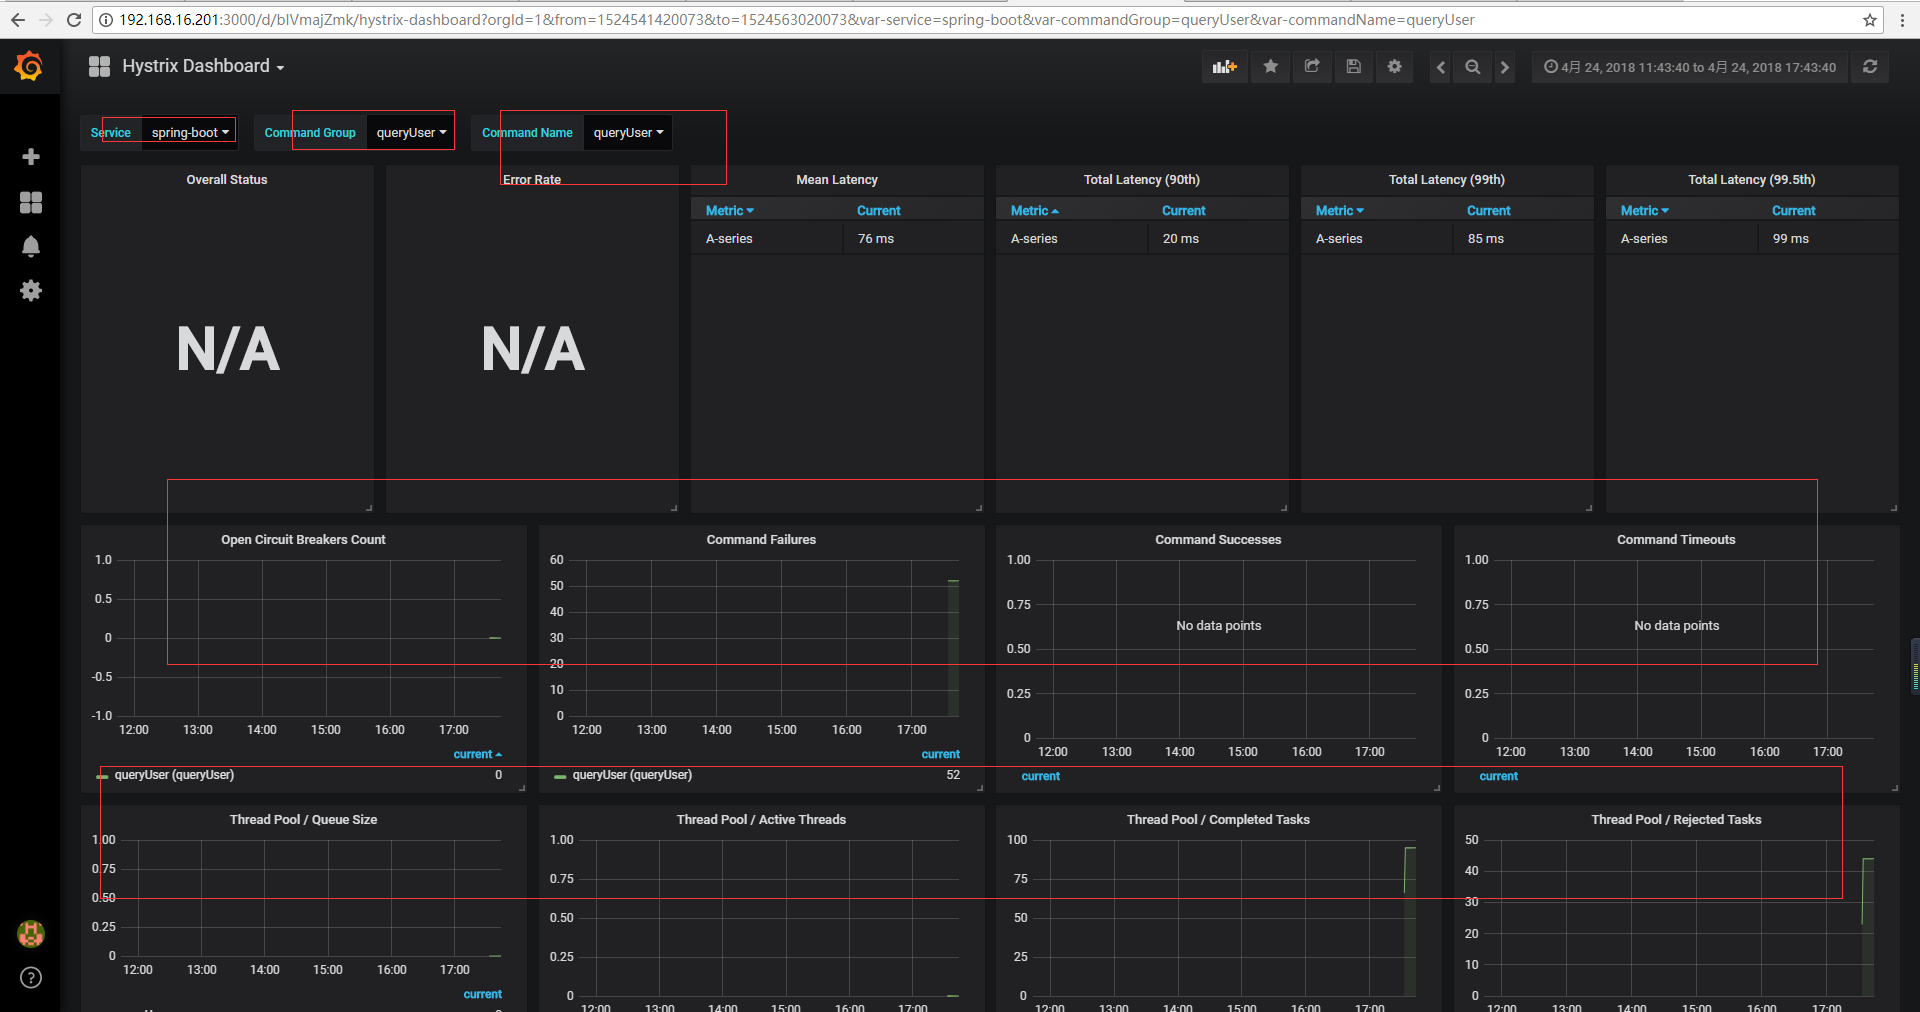 192.168.16.201:3000/d/bIVmajZmk/hystrix-dashboard?orgId=1&from=1524541420073&to=1524563020073&var-service=spring-boot&var-commandGroup=queryUser&var-commandName=queryUser
Hystrix Dashboard
4月 24, 2018 11:43:40 to 4月 24, 2018 17:43:40
Service spring-boot Command Group queryUser Command Name queryUser
Overall Status Error Rate Mean Latency Total Latency (90th) Total Latency (99th) Total Latency (99.5th)
Metric Current Metric Current Metric Current Metric Current
A-series 76 ms A-series 20 ms A-series 85 ms A-series 99 ms
N/A N/A
Open Circuit Breakers Count
1.0
0.5
0
-0.5
-1.0
12:00 13:00 14:00 15:00 16:00 17:00
current
queryUser (queryUser) 0
Command Failures
60
50
40
30
20
10
0
12:00 13:00 14:00 15:00 16:00 17:00
current
queryUser (queryUser) 52
Command Successes
1.00
0.75
No data points
0.50
0.25
0
12:00 13:00 14:00 15:00 16:00 17:00
current
Command Timeouts
1.00
0.75
No data points
0.50
0.25
0
12:00 13:00 14:00 15:00 16:00 17:00
current
Thread Pool / Queue Size
1.00
0.75
0.50
0.25
0
12:00 13:00 14:00 15:00 16:00 17:00
current
Thread Pool / Active Threads
1.00
0.75
0.50
0.25
0
12:00 13:00 14:00 15:00 16:00 17:00
Thread Pool / Completed Tasks
100
75
50
25
0
12:00 13:00 14:00 15:00 16:00 17:00
Thread Pool / Rejected Tasks
50
40
30
20
10
0
12:00 13:00 14:00 15:00 16:00 17:00